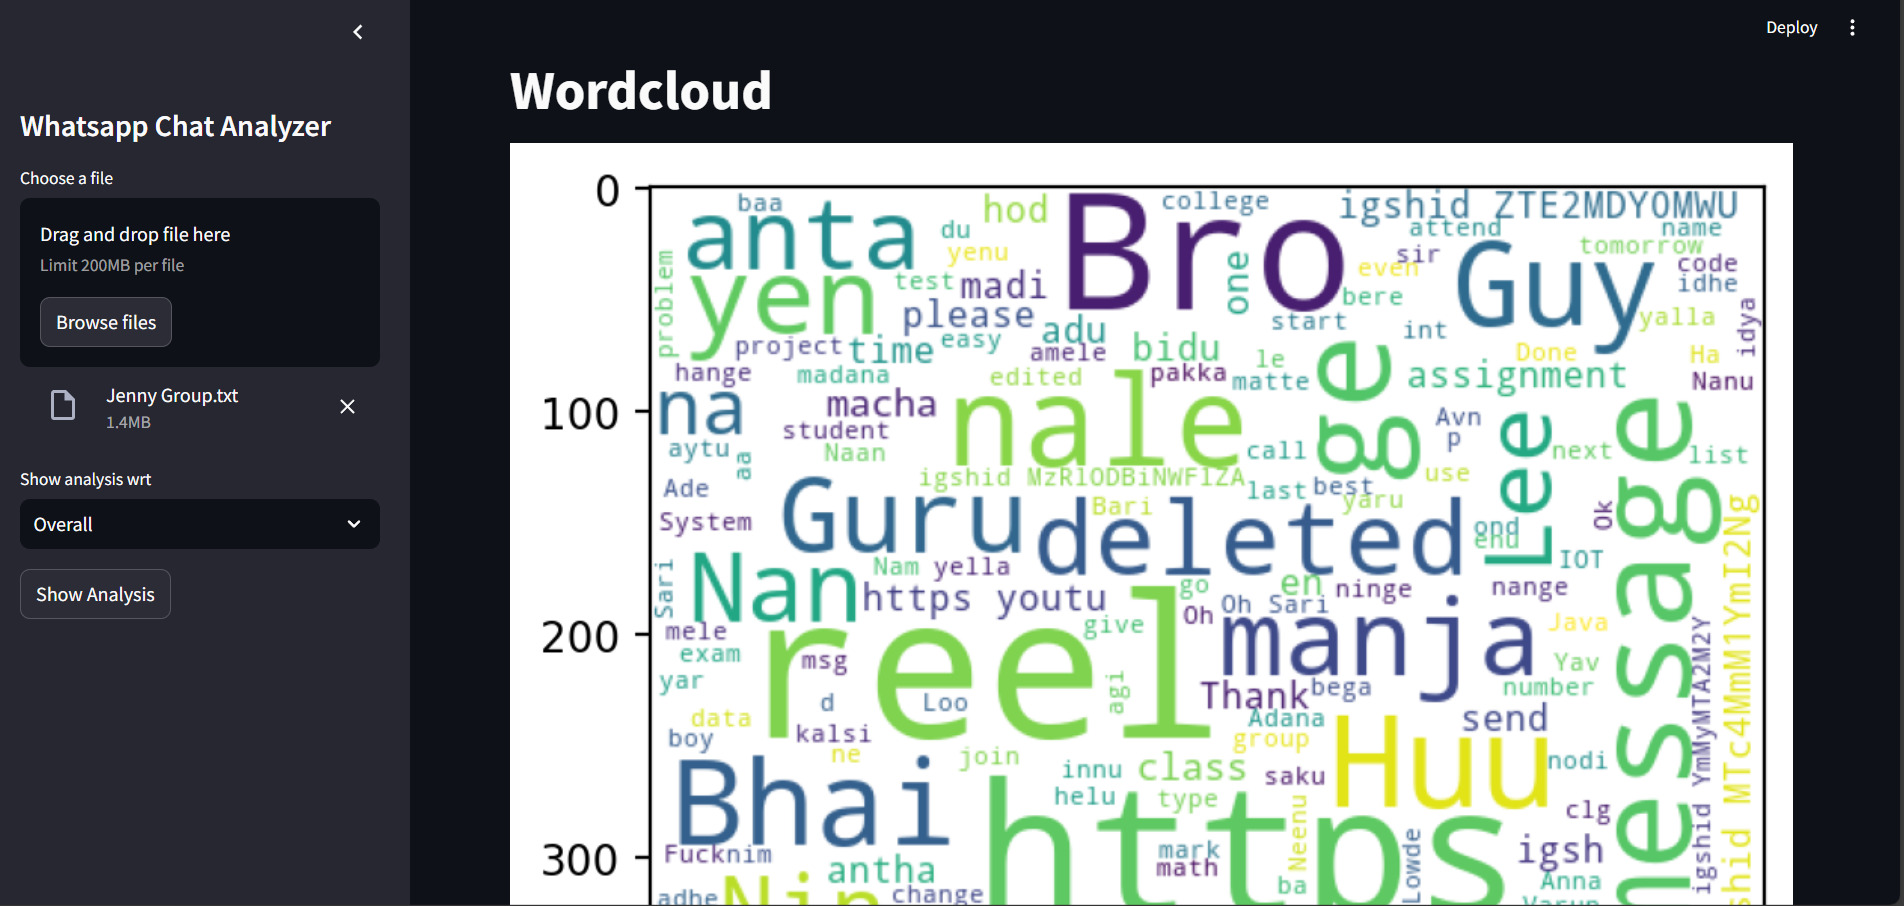 Deploy
Whatsapp Chat Analyzer
Choose a file
Drag and drop file here
Limit 200MB per file
Browse files
Jenny Group.txt
1.4MB
Show analysis wrt
Overall
Show Analysis
Wordcloud
0
100
200
300
baa
hod
Bro
college
igshid ZTE2MDY0MWU
anta
du
attend
name
yenu
one
even
sir
Guy
tomorrow
code
idhe
problem
yen
test
madi
bere
please
adu
start
int
yalla
idya
project
time
easy
amele
bidu
le
ge
Done
Ha
hange
madana
edited
pakka
matte
assignment
Nanu
na
macha
nale
student
Avn
p
Lee
message
aytu
aa
Naan
call
next
list
igshid MzRlODBiNWFlZA
use
Ade
last
best
yaru
System
Guru
Bari
deleted
ond
end
Ok
IOT
Sari
Nan
Nam
yella
go
en
ninge
nange
https youtu
Oh
Oh Sari
manja
Java
mele
reel
give
exam
msg
Yav
yar
agi
Thank
bega
number
d
Loo
data
Adana
send
boy
kalsi
group
Huu
ne
join
innu
class
saku
nodi
igshid YmMyMTA2M2Y
igshid MTc4MmM1YmI2Ng
Bhai
helu
type
https
Neenu
clg
Fucknim
antha
mark
math
Lowde
igsh
adhe
Nin
change
ba
Anna
Varun